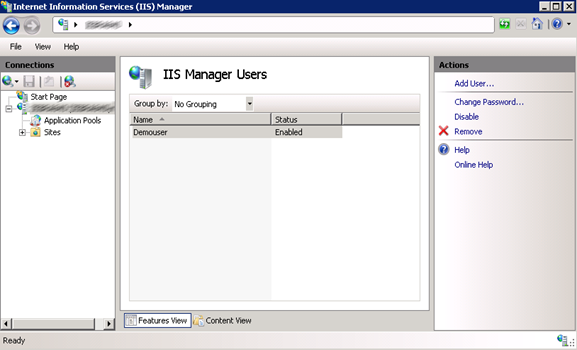 Internet Information Services (IIS) Manager
File View Help
Connections
Start Page
Application Pools
Sites
IIS Manager Users
Group by: No Grouping
Name Status
Demouser Enabled
Features View Content View
Actions
Add User...
Change Password...
Disable
Remove
Help
Online Help
Ready